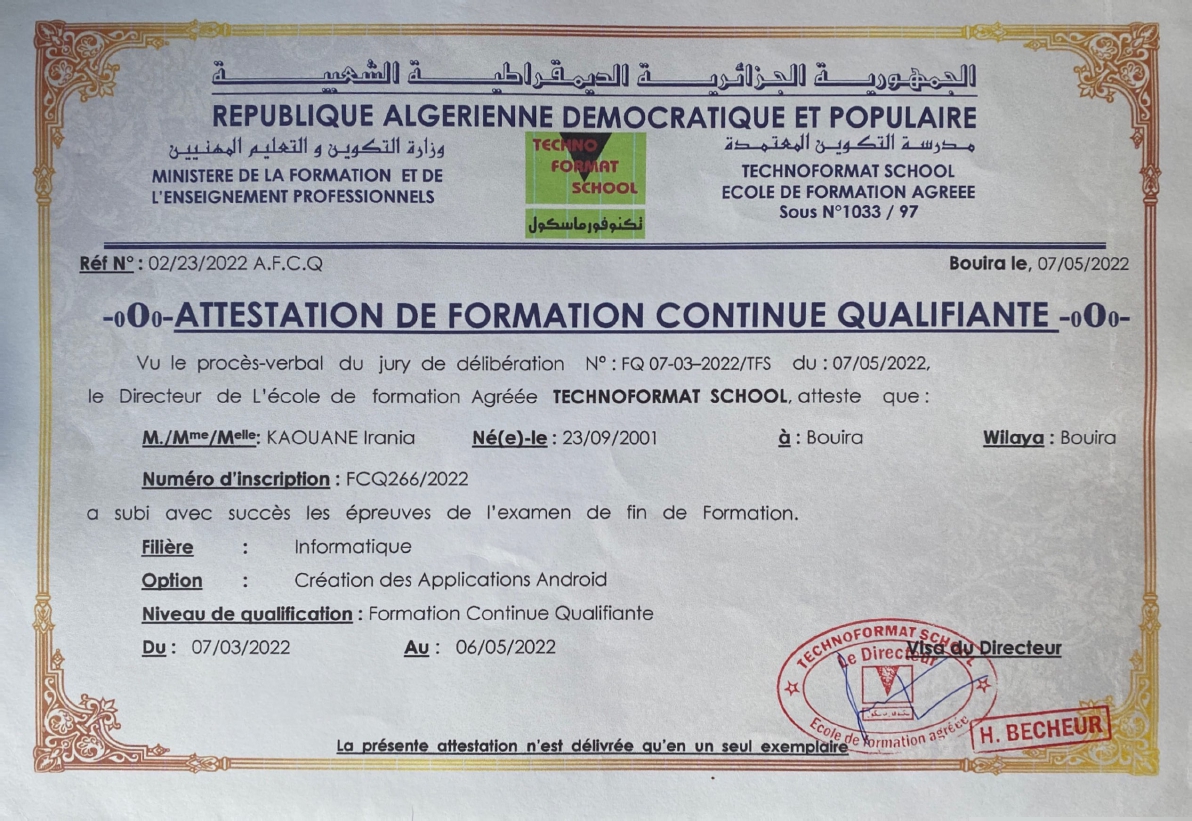 الجمهورية الجزائرية الديمقراطية الشعبية
REPUBLIQUE ALGERIENNE DEMOCRATIQUE ET POPULAIRE
وزارة التكوين و التعليم المهنيين
MINISTERE DE LA FORMATION ET DE
L'ENSEIGNEMENT PROFESSIONNELS
TECHNO
FORMAT
SCHOOL
تكنوفورماسكول
مدرسة التكوين المعتمدة
TECHNOFORMAT SCHOOL
ECOLE DE FORMATION AGREEE
Sous N°1033 / 97
Réf N° : 02/23/2022 A.F.C.Q Bouira le, 07/05/2022
-0O0-ATTESTATION DE FORMATION CONTINUE QUALIFIANTE -0O0-
Vu le procès-verbal du jury de délibération N° : FQ 07-03–2022/TFS du : 07/05/2022,
le Directeur de L'école de formation Agréée TECHNOFORMAT SCHOOL, atteste que :
M./Mme/Melle: KAOUANE Irania Né(e)-le : 23/09/2001 à : Bouira Wilaya : Bouira
Numéro d'inscription : FCQ266/2022
a subi avec succès les épreuves de l'examen de fin de Formation.
Filière : Informatique
Option : Création des Applications Android
Niveau de qualification : Formation Continue Qualifiante
Du : 07/03/2022 Au : 06/05/2022
Visa du Directeur
TECHNOFORMAT SCHOOL
Le Directeur
Ecole de formation agréée
H. BECHEUR
La présente attestation n'est délivrée qu'en un seul exemplaire